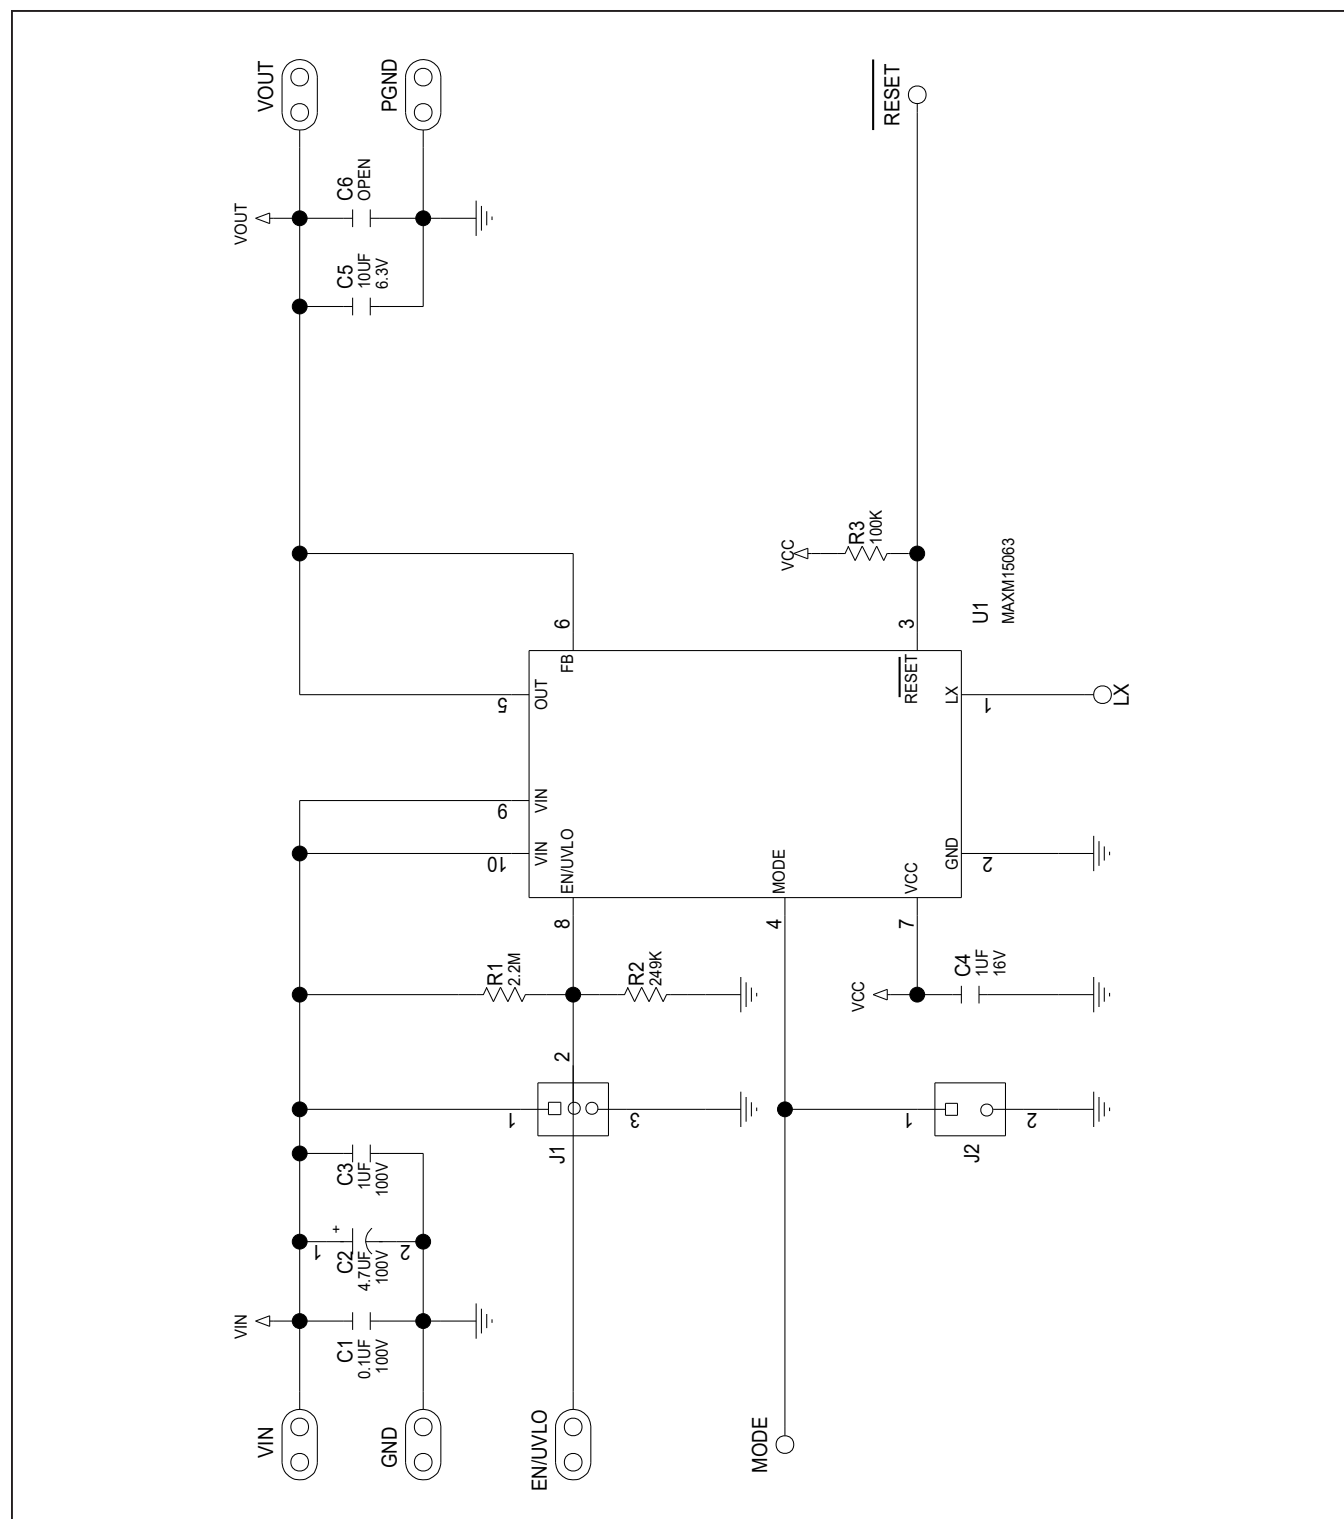 VIN
GND
EN/UVLO
MODE
VIN
C1
0.1UF
100V
1
+
C2
4.7UF
100V
2
C3
1UF
100V
1
J1
2
3
R1
2.2M
R2
249K
1
J2
2
VCC
C4
1UF
16V
10
9
8
4
7
2
VIN
VIN
EN/UVLO
MODE
VCC
GND
OUT
FB
RESET
LX
5
6
3
1
LX
U1
MAXM15063
VCC
R3
100K
C5
10UF
6.3V
VOUT
C6
OPEN
VOUT
PGND
RESET